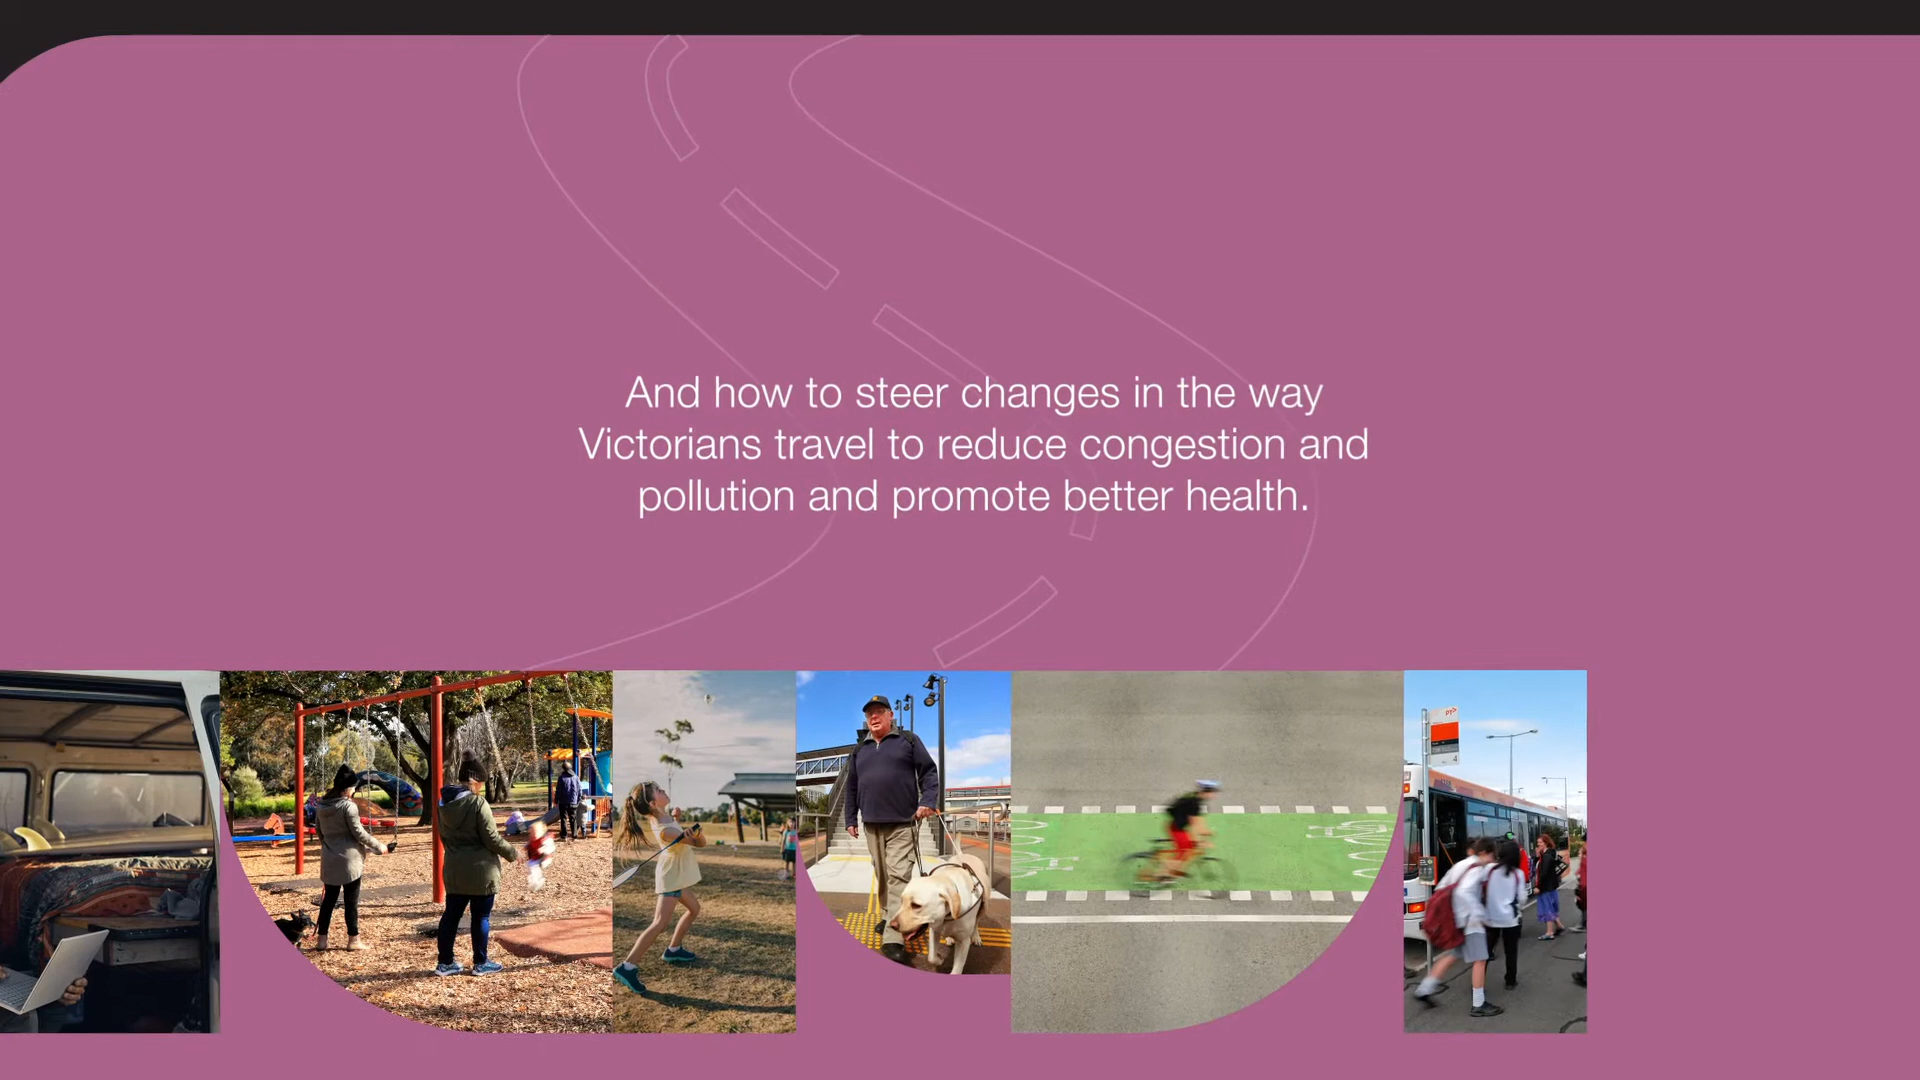 And how to steer changes in the way
Victorians travel to reduce congestion and
pollution and promote better health.
4